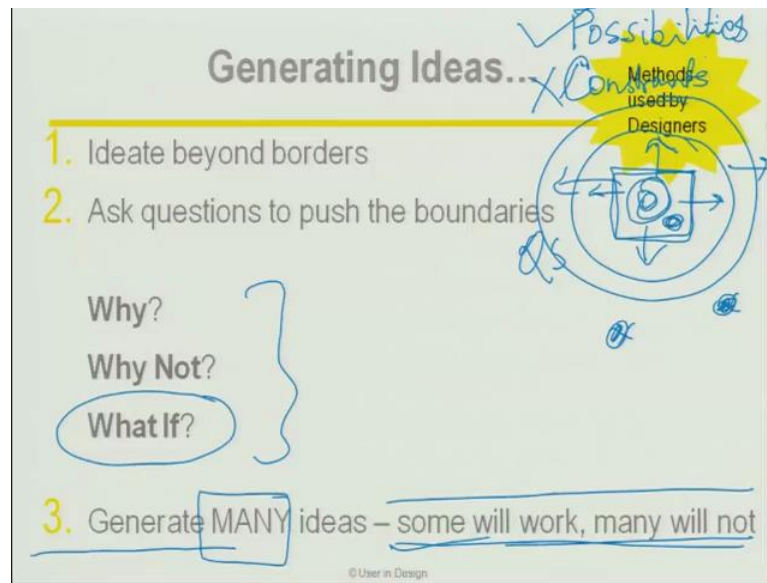 ✓Possibilities
Generating Ideas...
XConstraints
Methods
used by
Designers
1. Ideate beyond borders
2. Ask questions to push the boundaries
Qs
Why?
Why Not?
What If?
3. Generate MANY ideas – some will work, many will not
© User in Design